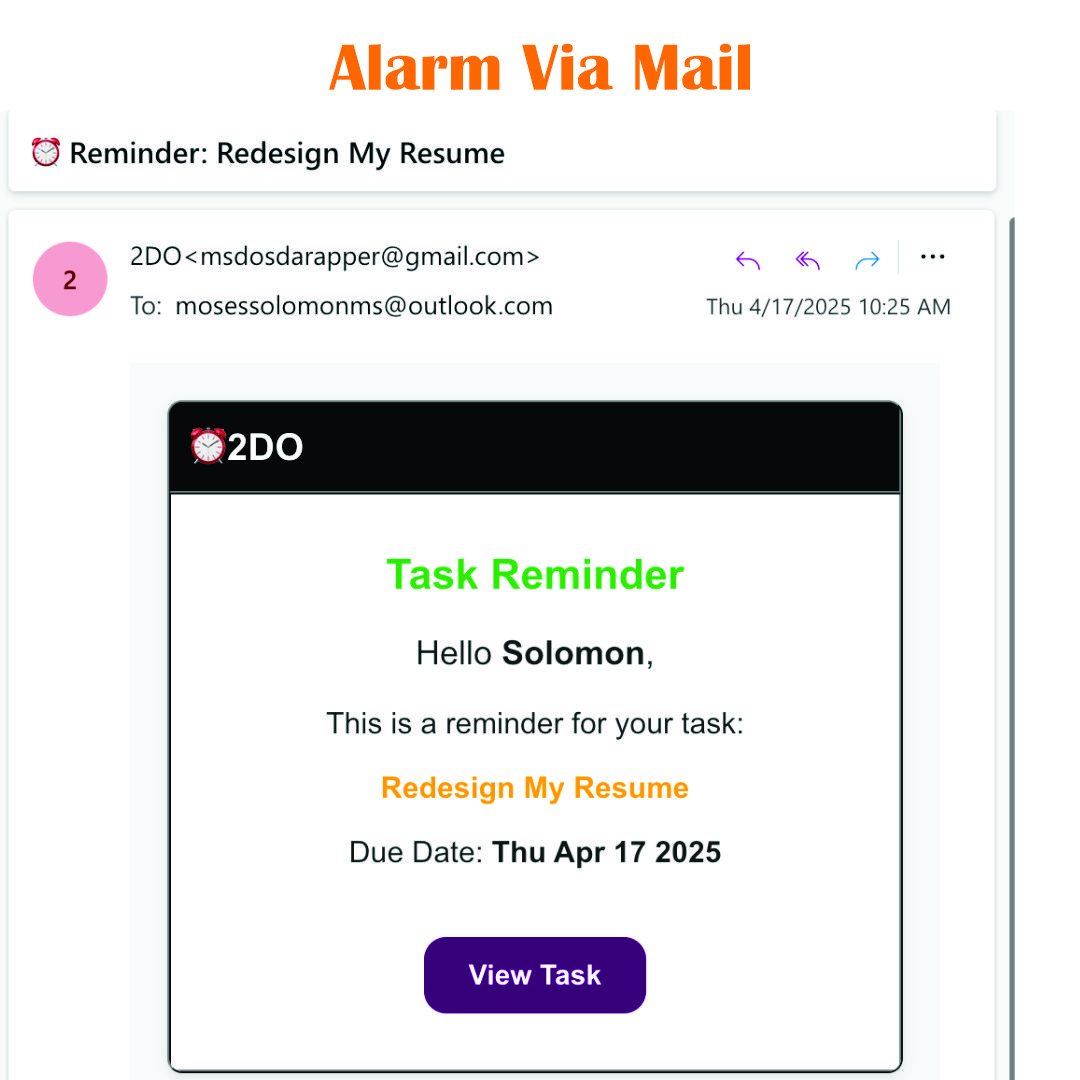 Alarm Via Mail
⏰ Reminder: Redesign My Resume
2
2DO<msdosdarapper@gmail.com>
To: mosessolomonms@outlook.com
Thu 4/17/2025 10:25 AM
⏰2DO
Task Reminder
Hello Solomon,
This is a reminder for your task:
Redesign My Resume
Due Date: Thu Apr 17 2025
View Task